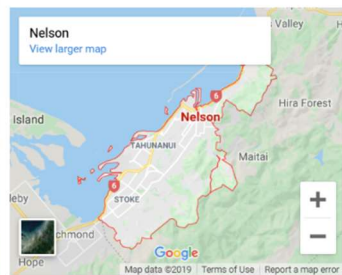 Nelson
View larger map
Valley
6
Hira Forest
Nelson
Island
TAHUNANUI
Maitai
6
STOKE
leby
chmond
Hope
+
−
Google
Map data ©2019 Terms of Use Report a map error